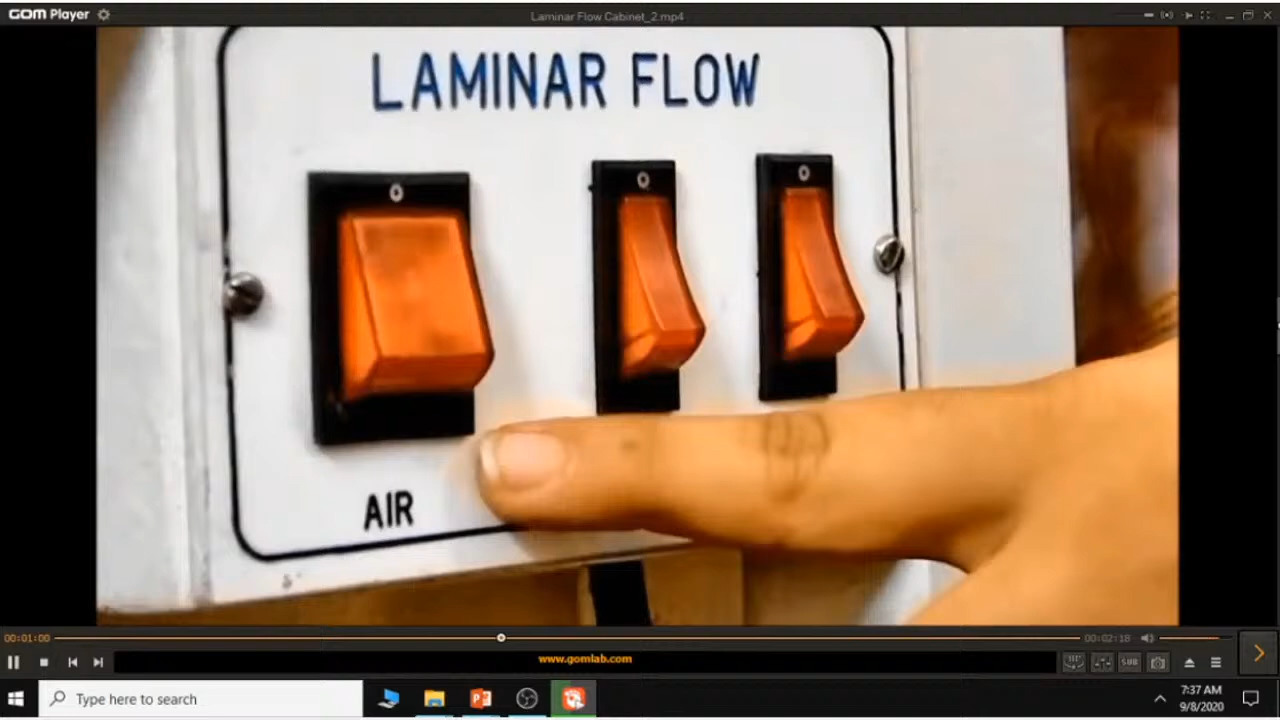 GOM Player
Laminar Flow Cabinet_2.mp4
LAMINAR FLOW
O
O
O
AIR
00:01:00
00:02:18
www.gomlab.com
SUB
Type here to search
7:37 AM
9/8/2020